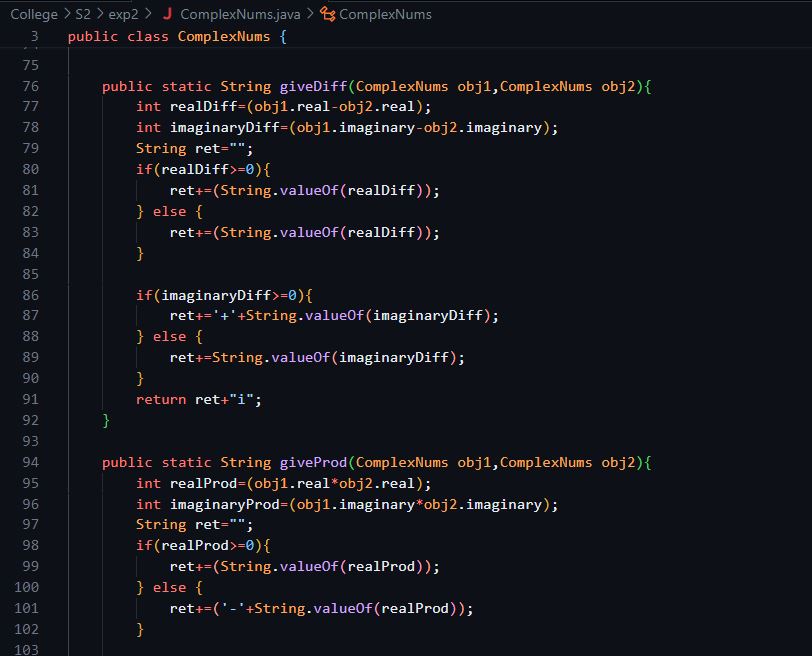 College > S2 > exp2 > J ComplexNums.java > ComplexNums
3 public class ComplexNums {
75
76 public static String giveDiff(ComplexNums obj1,ComplexNums obj2){
77 int realDiff=(obj1.real-obj2.real);
78 int imaginaryDiff=(obj1.imaginary-obj2.imaginary);
79 String ret="";
80 if(realDiff>=0){
81 ret+=(String.valueOf(realDiff));
82 } else {
83 ret+=(String.valueOf(realDiff));
84 }
85
86 if(imaginaryDiff>=0){
87 ret+='+'+String.valueOf(imaginaryDiff);
88 } else {
89 ret+=String.valueOf(imaginaryDiff);
90 }
91 return ret+"i";
92 }
93
94 public static String giveProd(ComplexNums obj1,ComplexNums obj2){
95 int realProd=(obj1.real*obj2.real);
96 int imaginaryProd=(obj1.imaginary*obj2.imaginary);
97 String ret="";
98 if(realProd>=0){
99 ret+=(String.valueOf(realProd));
100 } else {
101 ret+=('-'+String.valueOf(realProd));
102 }
103